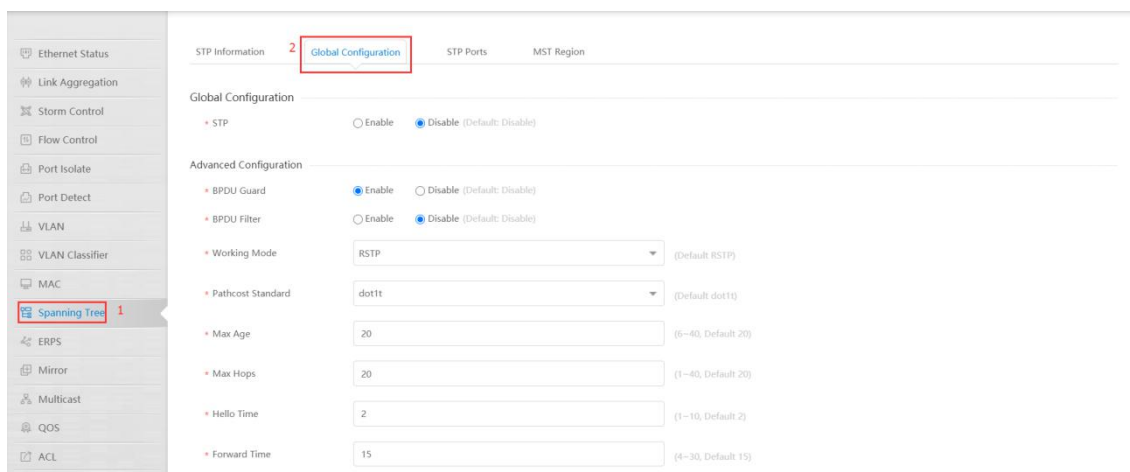 Ethernet Status
Link Aggregation
Storm Control
Flow Control
Port Isolate
Port Detect
VLAN
VLAN Classifier
MAC
Spanning Tree 1
ERPS
Mirror
Multicast
QOS
ACL
STP Information 2 Global Configuration STP Ports MST Region
Global Configuration
* STP Enable Disable (Default: Disable)
Advanced Configuration
* BPDU Guard Enable Disable (Default: Disable)
* BPDU Filter Enable Disable (Default: Disable)
* Working Mode RSTP (Default RSTP)
* Pathcost Standard dot1t (Default dot1t)
* Max Age 20 (6~40, Default 20)
* Max Hops 20 (1~40, Default 20)
* Hello Time 2 (1~10, Default 2)
* Forward Time 15 (4~30, Default 15)